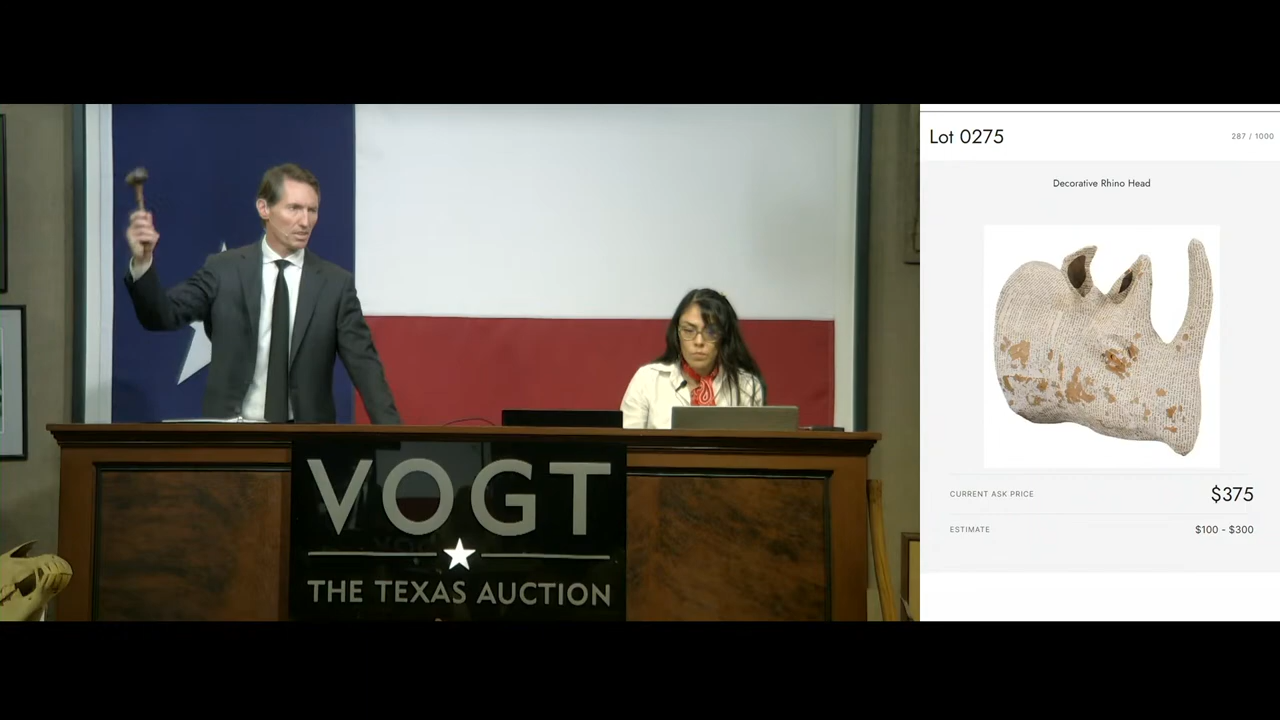 VOGT
THE TEXAS AUCTION
Lot 0275
287 / 1000
Decorative Rhino Head
CURRENT ASK PRICE
$375
ESTIMATE
$100 - $300